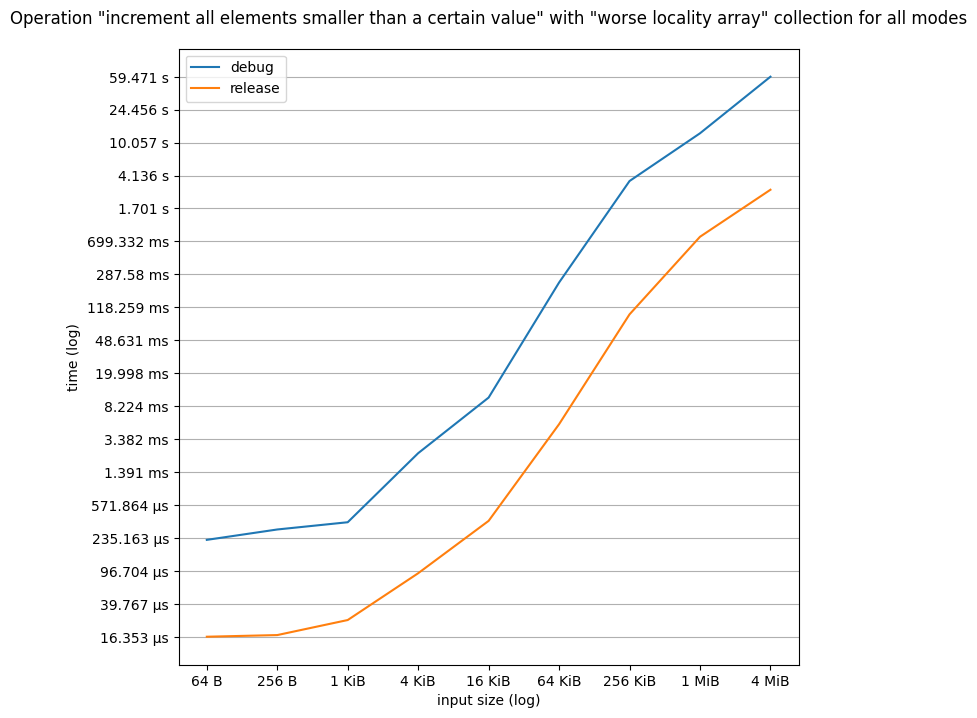 Operation "increment all elements smaller than a certain value" with "worse locality array" collection for all modes
debug
release
59.471 s
24.456 s
10.057 s
4.136 s
1.701 s
699.332 ms
287.58 ms
118.259 ms
48.631 ms
19.998 ms
8.224 ms
3.382 ms
1.391 ms
571.864 µs
235.163 µs
96.704 µs
39.767 µs
16.353 µs
time (log)
64 B 256 B 1 KiB 4 KiB 16 KiB 64 KiB 256 KiB 1 MiB 4 MiB
input size (log)